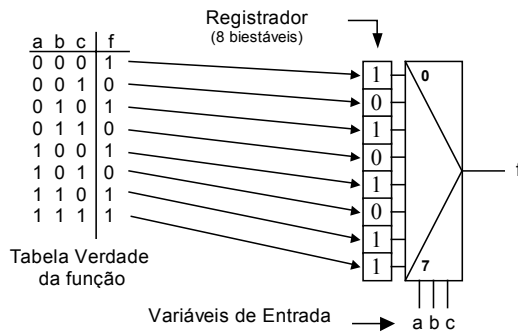 Registrador
(8 biestáveis)
a b c f
0 0 0 1
0 0 1 0
0 1 0 1
0 1 1 0
1 0 0 1
1 0 1 0
1 1 0 1
1 1 1 1
1
0
1
0
1
0
1
1
0
7
f
Tabela Verdade
da função
Variáveis de Entrada
a b c